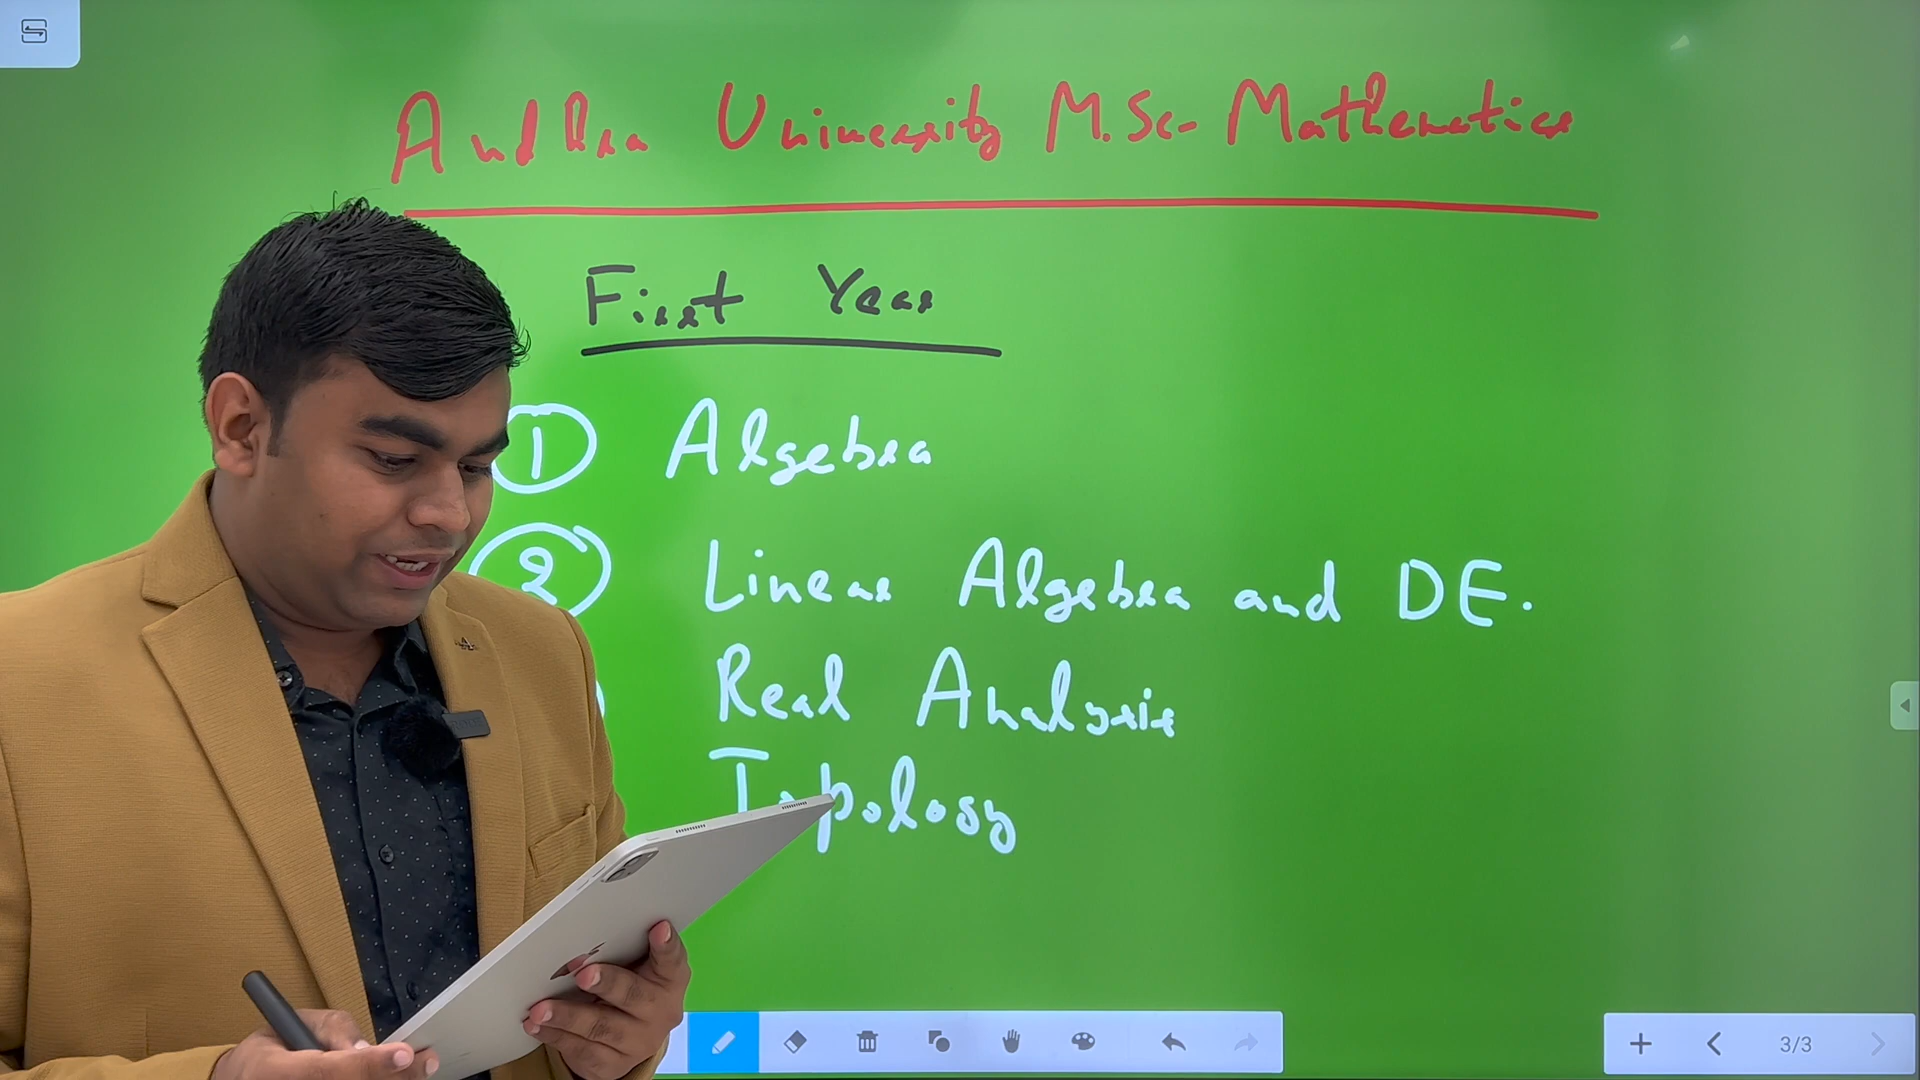 Andhra University M.Sc- Mathematics
First Year
1 Algebra
2 Linear Algebra and DE.
Real Analysis
Topology
3/3